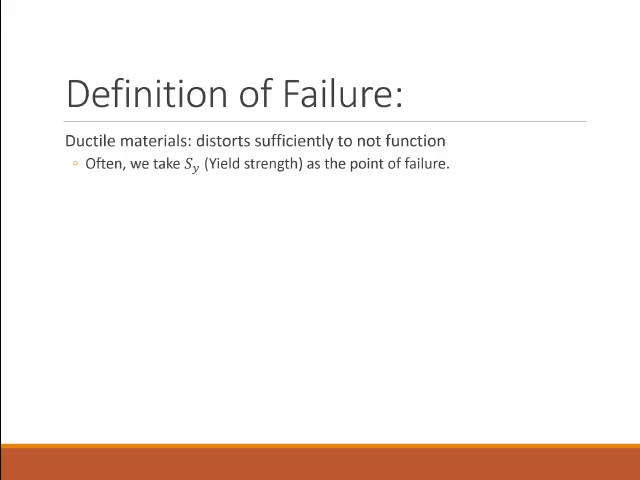 Definition of Failure:
Ductile materials: distorts sufficiently to not function
◦ Often, we take $S_y$ (Yield strength) as the point of failure.